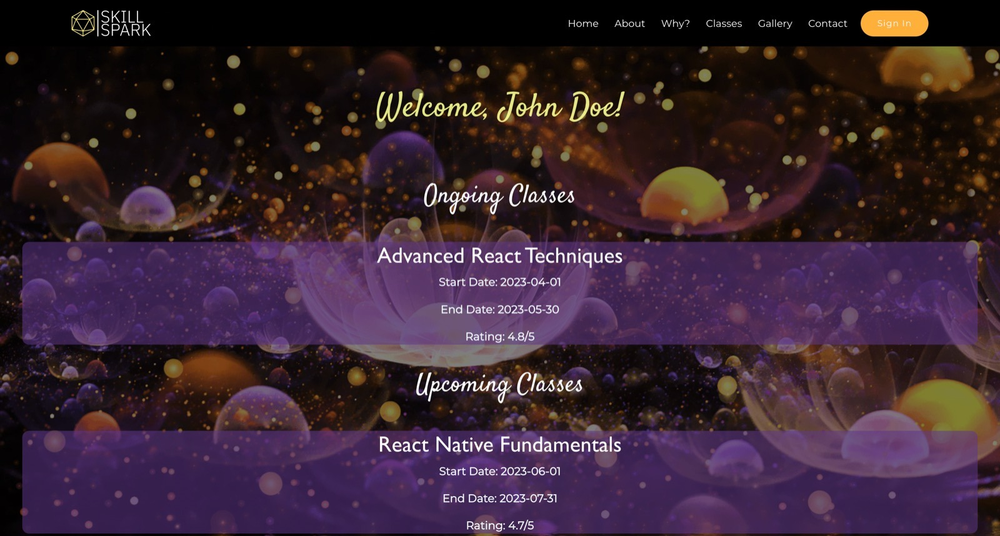 SKILL
SPARK
Home About Why? Classes Gallery Contact Sign In
Welcome, John Doe!
Ongoing Classes
Advanced React Techniques
Start Date: 2023-04-01
End Date: 2023-05-30
Rating: 4.8/5
Upcoming Classes
React Native Fundamentals
Start Date: 2023-06-01
End Date: 2023-07-31
Rating: 4.7/5